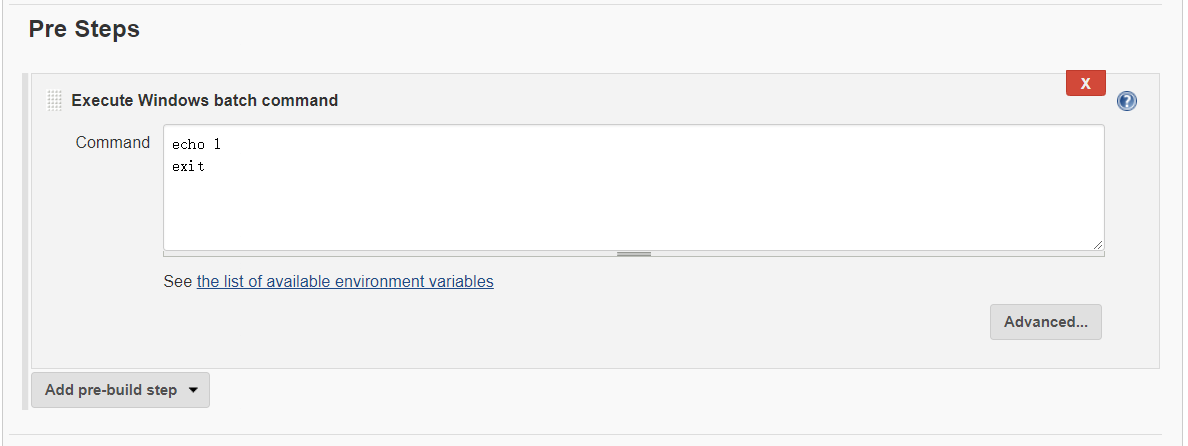 Pre Steps
X
Execute Windows batch command
?
Command
echo 1
exit
See the list of available environment variables
Advanced...
Add pre-build step